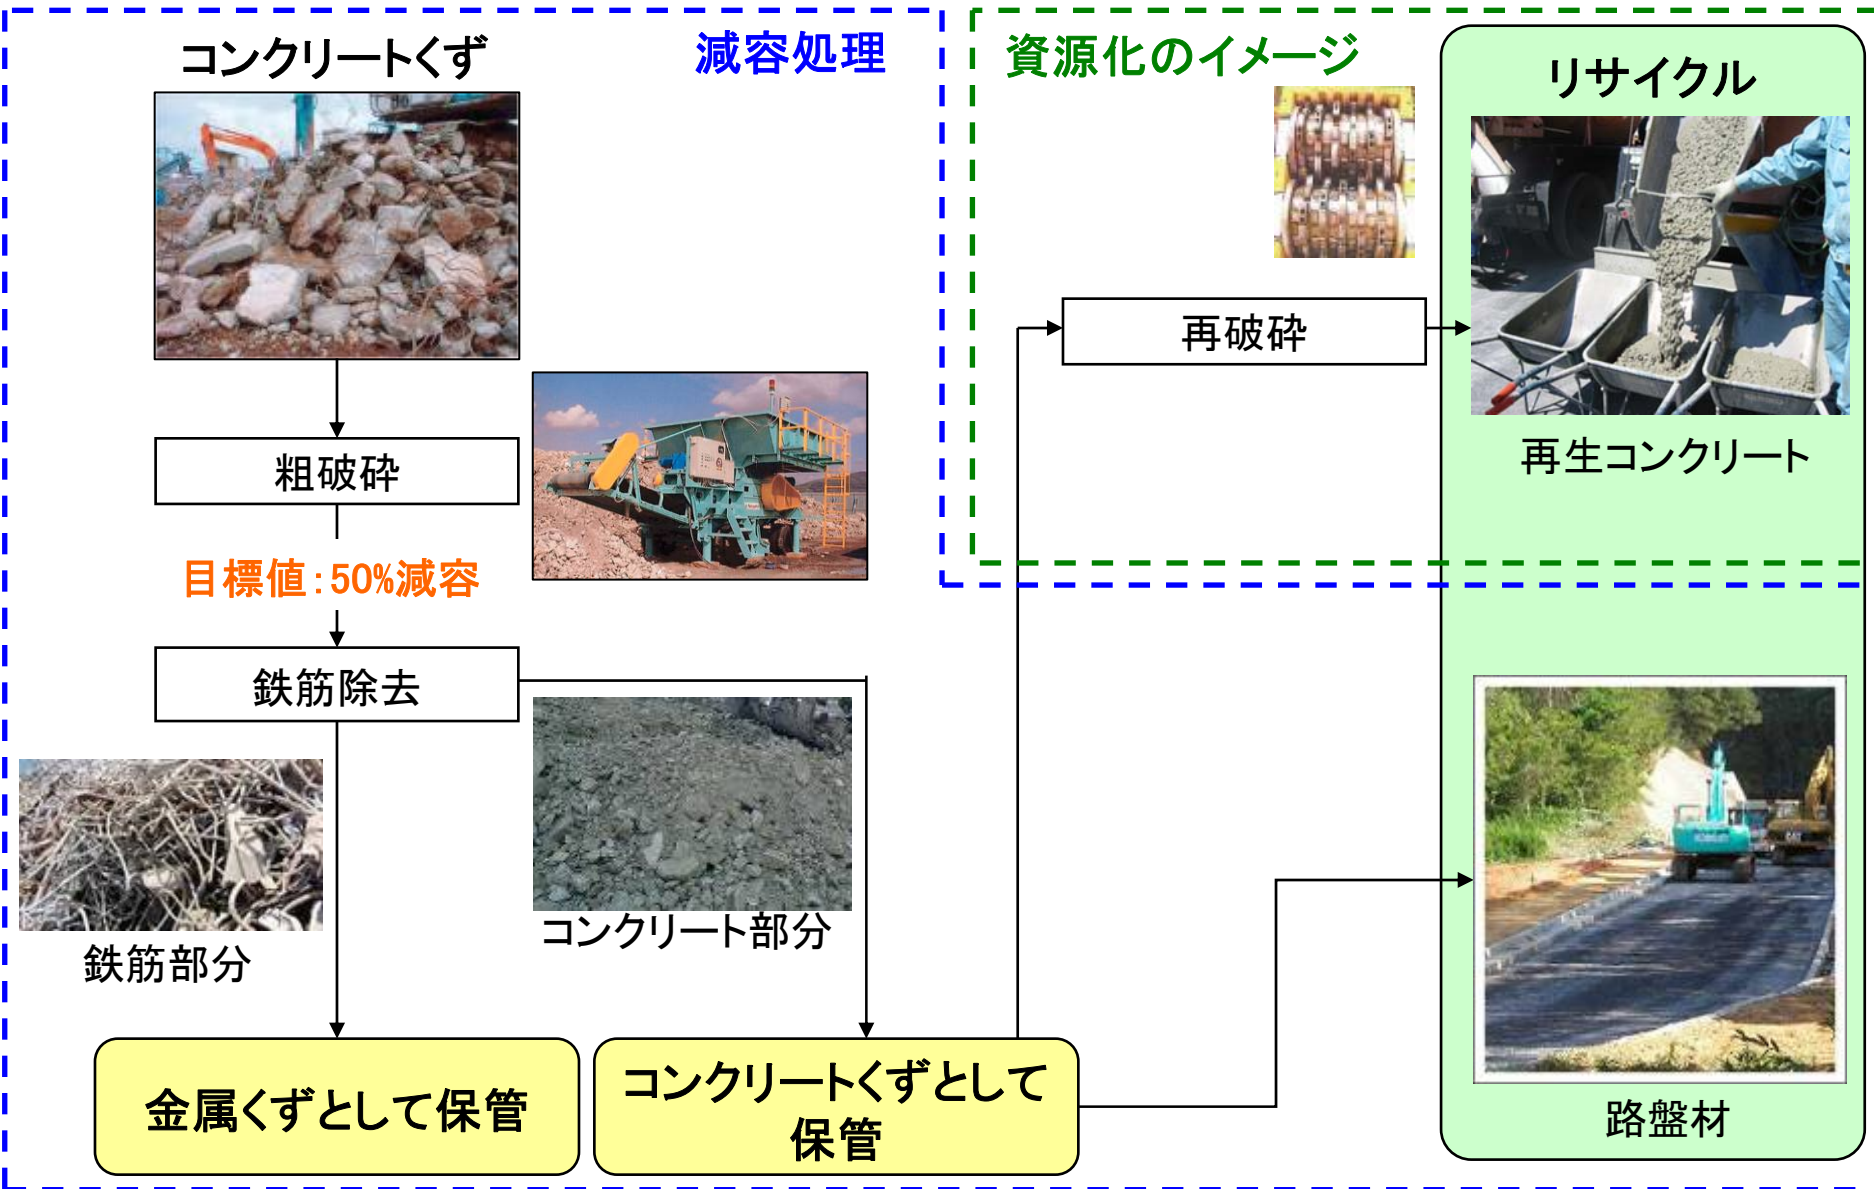 コンクリートくず
減容処理
資源化のイメージ
リサイクル
再破砕
再生コンクリート
粗破砕
目標値：50%減容
鉄筋除去
鉄筋部分
コンクリート部分
金属くずとして保管
コンクリートくずとして
保管
CAT
路盤材